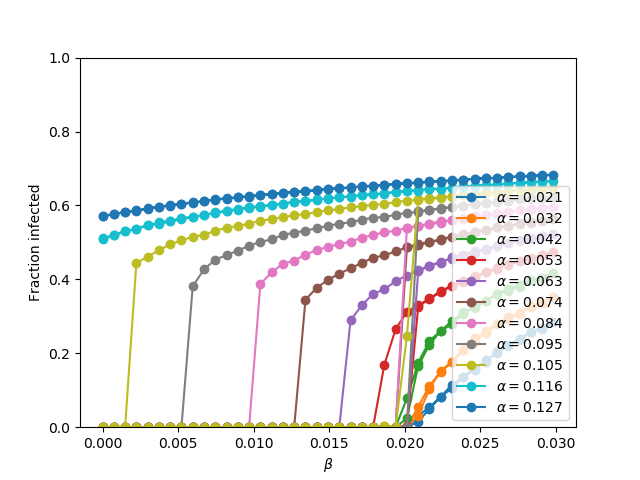 1.0
0.8
0.6
0.4
0.2
0.0
Fraction infected
0.000 0.005 0.010 0.015 0.020 0.025 0.030
β
α = 0.021
α = 0.032
α = 0.042
α = 0.053
α = 0.063
α = 0.074
α = 0.084
α = 0.095
α = 0.105
α = 0.116
α = 0.127